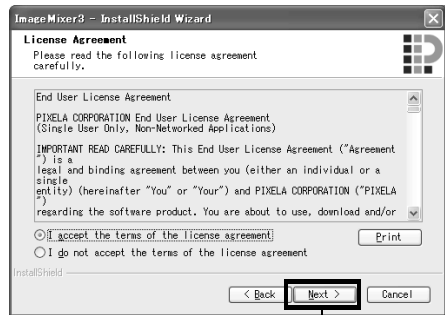 ImageMixer3 - InstallShield Wizard
License Agreement
Please read the following license agreement
carefully.
End User License Agreement
PIXELA CORPORATION End User License Agreement
(Single User Only, Non-Networked Applications)
IMPORTANT READ CAREFULLY: This End User License Agreement ("Agreement
") is a
legal and binding agreement between you (either an individual or a
single
entity) (hereinafter "You" or "Your") and PIXELA CORPORATION ("PIXELA
")
regarding the software product. You are about to use, download and/or
I accept the terms of the license agreement
Print
I do not accept the terms of the license agreement
InstallShield
< Back
Next >
Cancel